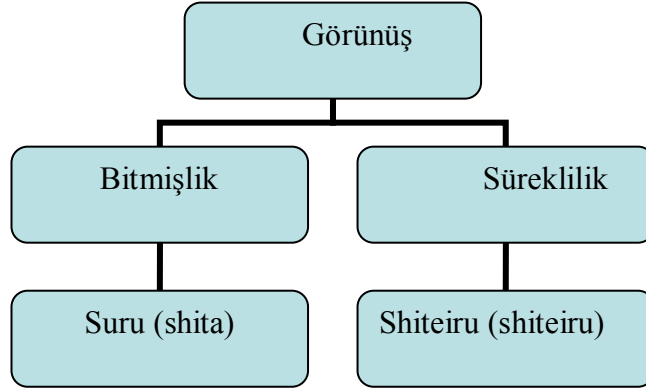 Görünüş
Bitmişlik
Süreklilik
Suru (shita)
Shiteiru (shiteiru)